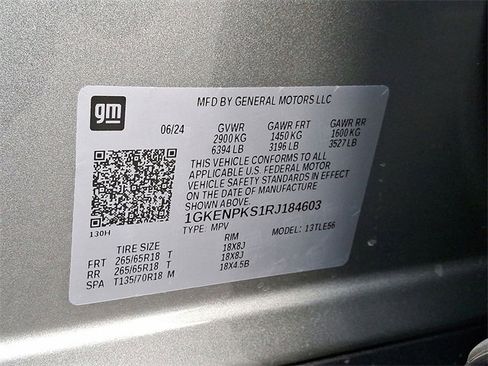 gm
MFD BY GENERAL MOTORS LLC
06/24 GVWR GAWR FRT GAWR RR
2900 KG 1450 KG 1600 KG
6394 LB 3196 LB 3527 LB
THIS VEHICLE CONFORMS TO ALL
APPLICABLE U.S. FEDERAL MOTOR
VEHICLE SAFETY STANDARDS IN EFFECT
ON THE DATE OF MANUFACTURE
SHOWN ABOVE.
1GKENPKS1RJ184603
130H TYPE: MPV MODEL: 13TLE56
TIRE SIZE RIM
FRT 265/65R18 T 18X8J
RR 265/65R18 T 18X8J
SPA T135/70R18 M 18X4.5B